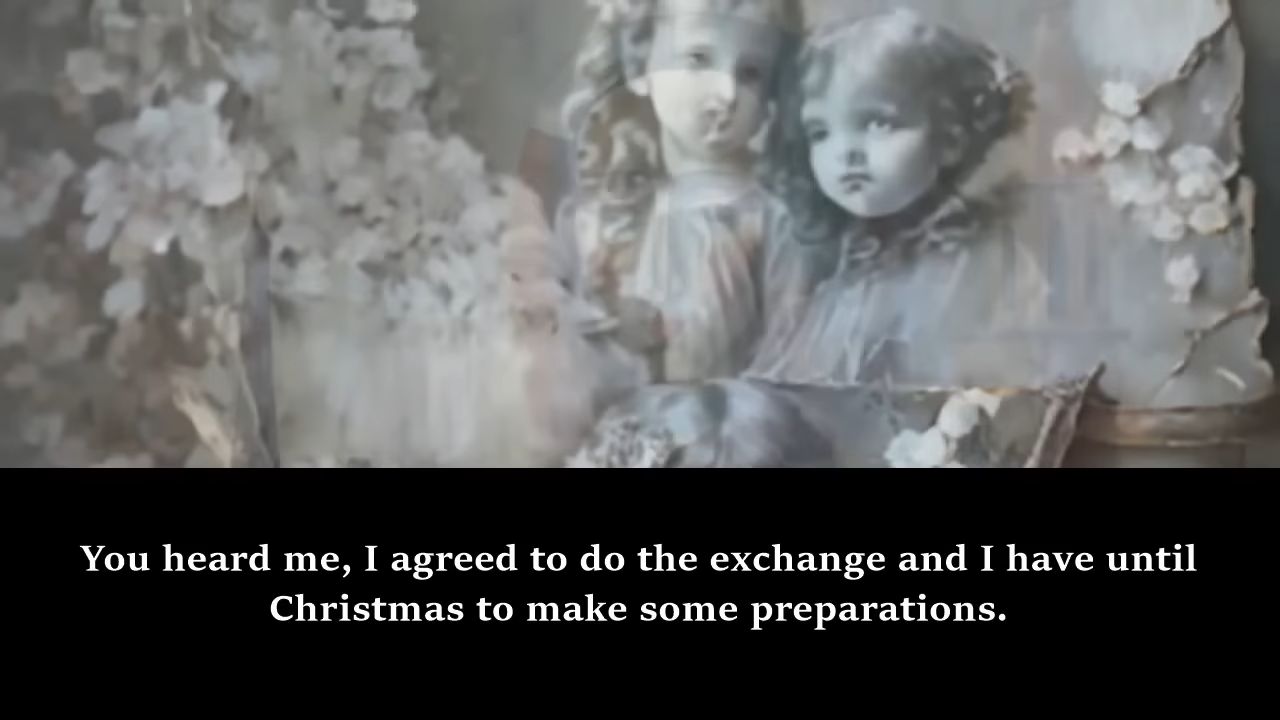 You heard me, I agreed to do the exchange and I have until
Christmas to make some preparations.